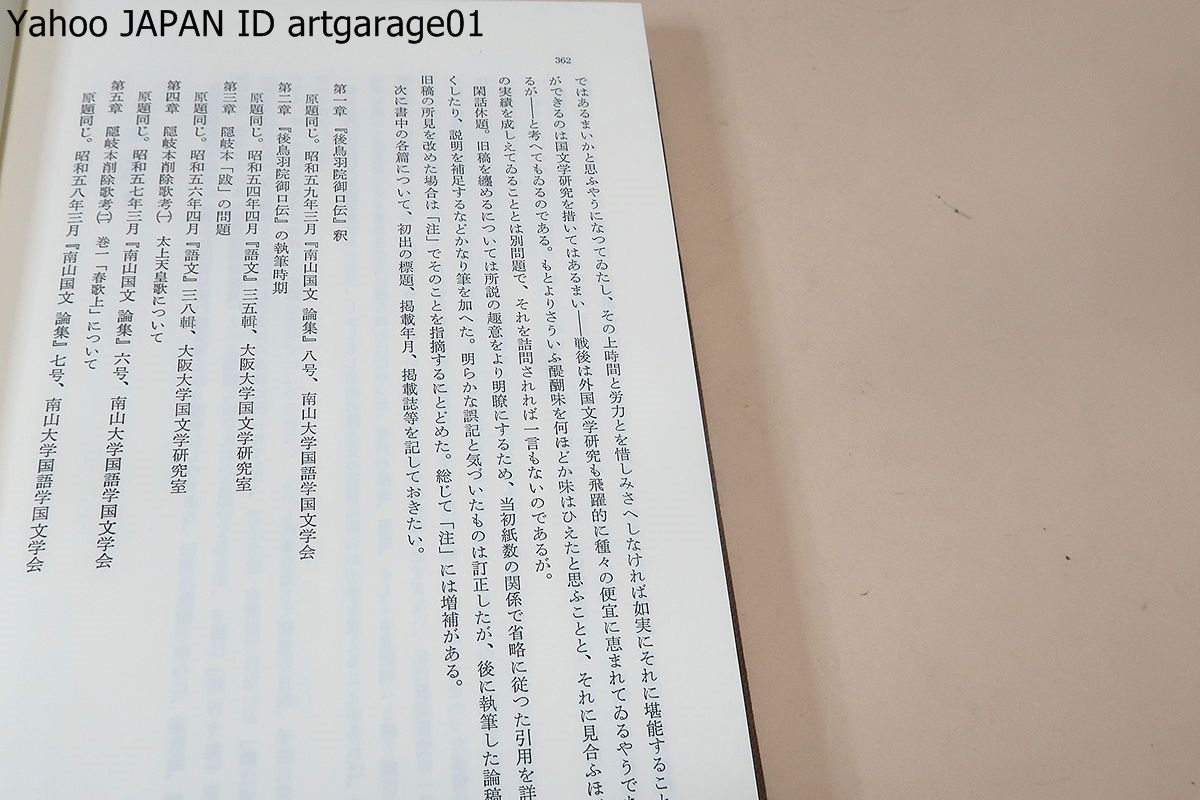 Yahoo JAPAN ID artgarage01
362
ではあるまいかと思ふやうになつてゐたし、その上時間と労力とを惜しみさへしなければ如実にそれに堪能すること
ができるのは国文学研究を措いてはあるまい――戦後は外国文学研究も飛躍的に種々の便宜に恵まれてゐるやうで
るが――と考へてもゐるのである。もとよりさういふ醍醐味を何ほどか味はひえたと思ふことと、それに見合ふほ
の実績を成しえてゐることとは別問題で、それを詰問されれば一言もないのであるが。
閑話休題。旧稿を纏めるについては所説の趣意をより明瞭にするため、当初紙数の関係で省略に従つた引用を詳
くしたり、説明を補足するなどかなり筆を加へた。明らかな誤記と気づいたものは訂正したが、後に執筆した論稿
旧稿の所見を改めた場合は「注」でそのことを指摘するにとどめた。総じて「注」には増補がある。
次に書中の各篇について、初出の標題、掲載年月、掲載誌等を記しておきたい。
第一章 『後鳥羽院御口伝』釈
原題同じ。昭和五九年三月『南山国文 論集』八号、南山大学国語学国文学会
第二章 『後鳥羽院御口伝』の執筆時期
原題同じ。昭和五四年四月『語文』三五輯、大阪大学国文学研究室
第三章 隠岐本「跋」の問題
原題同じ。昭和五六年四月『語文』三八輯、大阪大学国文学研究室
第四章 隠岐本削除歌考㈠ 太上天皇歌について
原題同じ。昭和五七年三月『南山国文 論集』六号、南山大学国語学国文学会
第五章 隠岐本削除歌考㈡ 巻一「春歌上」について
原題同じ。昭和五八年三月『南山国文 論集』七号、南山大学国語学国文学会